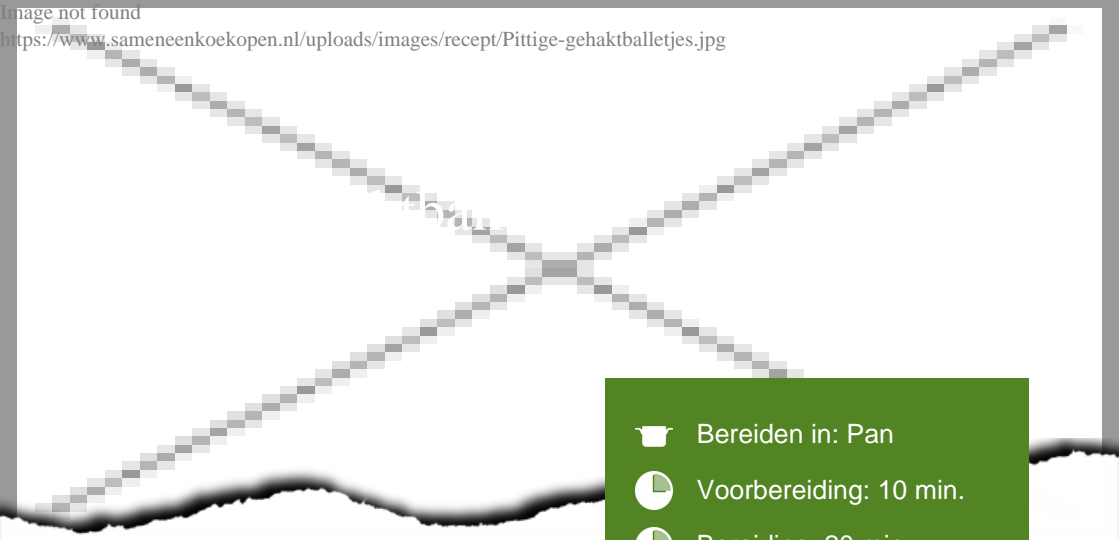 Image not found
https://www.sameneenkoekopen.nl/uploads/images/recept/Pittige-gehaktballetjes.jpg
Bereiden in: Pan
Voorbereiding: 10 min.